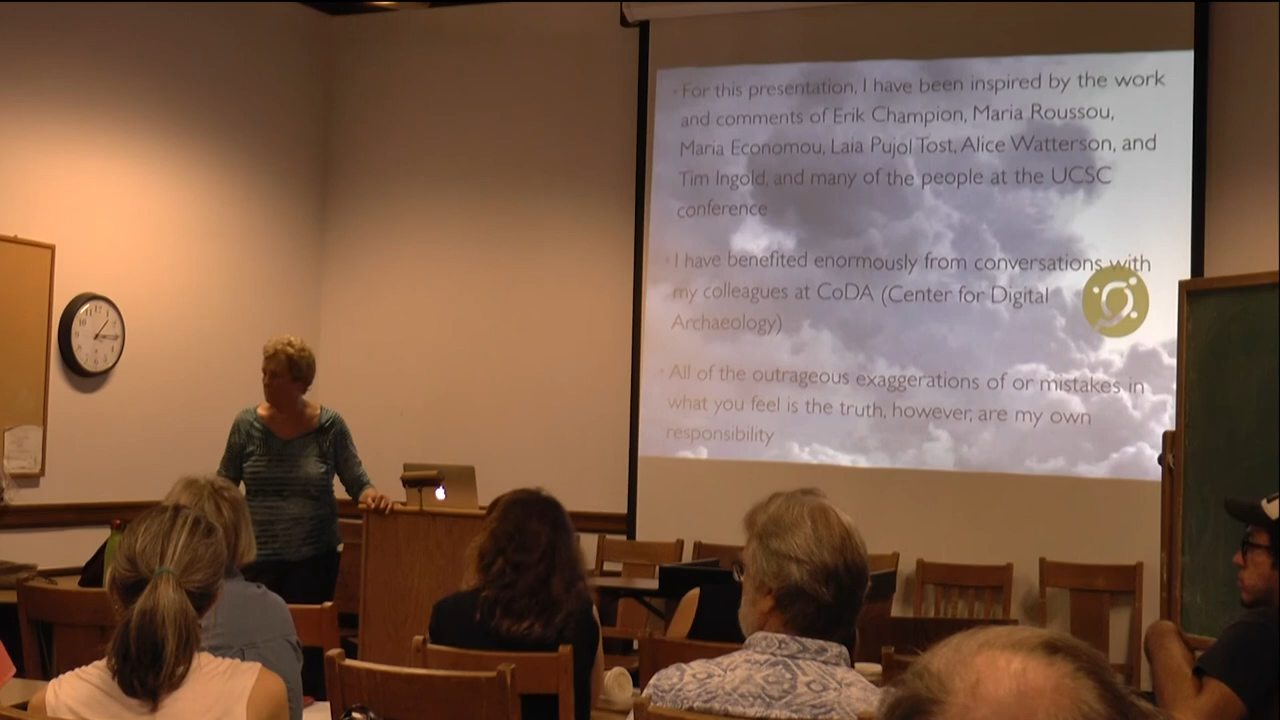 • For this presentation, I have been inspired by the work
and comments of Erik Champion, Maria Roussou,
Maria Economou, Laia Pujol Tost, Alice Watterson, and
Tim Ingold, and many of the people at the UCSC
conference
• I have benefited enormously from conversations with
my colleagues at CoDA (Center for Digital
Archaeology)
• All of the outrageous exaggerations of or mistakes in
what you feel is the truth, however, are my own
responsibility